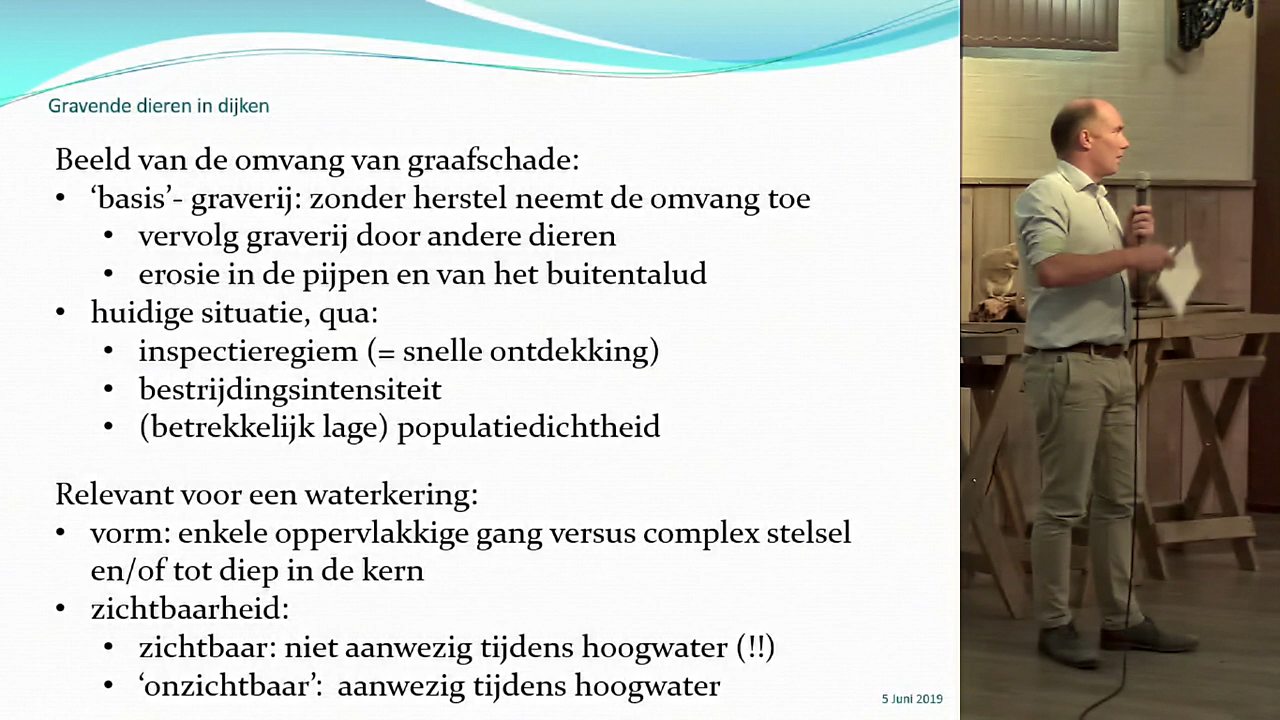 Gravende dieren in dijken
Beeld van de omvang van graafschade:
• ‘basis’- graverij: zonder herstel neemt de omvang toe
• vervolg graverij door andere dieren
• erosie in de pijpen en van het buitentalud
• huidige situatie, qua:
• inspectieregiem (= snelle ontdekking)
• bestrijdingsintensiteit
• (betrekkelijk lage) populatiedichtheid
Relevant voor een waterkering:
• vorm: enkele oppervlakkige gang versus complex stelsel
en/of tot diep in de kern
• zichtbaarheid:
• zichtbaar: niet aanwezig tijdens hoogwater (!!)
• ‘onzichtbaar’: aanwezig tijdens hoogwater
5 Juni 2019